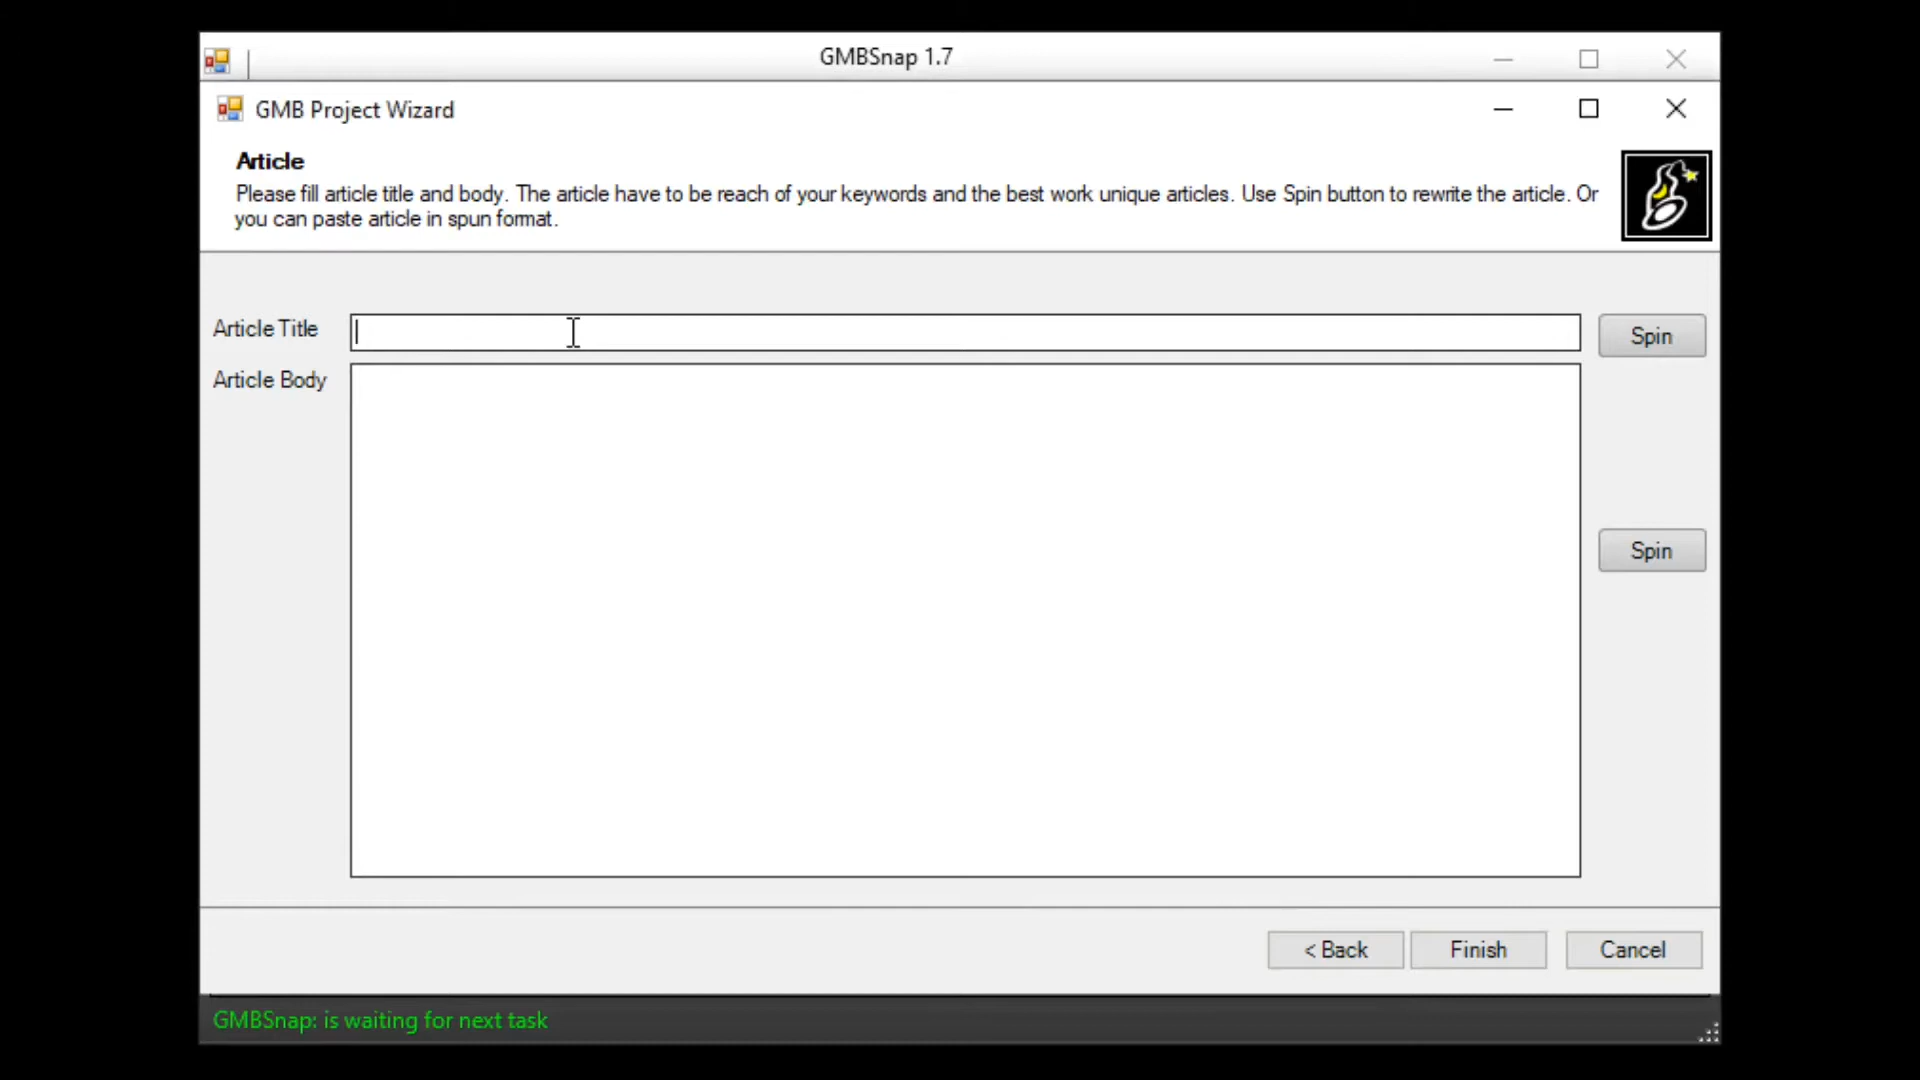 GMBSnap 1.7
GMB Project Wizard
Article
Please fill article title and body. The article have to be reach of your keywords and the best work unique articles. Use Spin button to rewrite the article. Or
you can paste article in spun format.
Article Title
Spin
Article Body
Spin
< Back
Finish
Cancel
GMBSnap: is waiting for next task